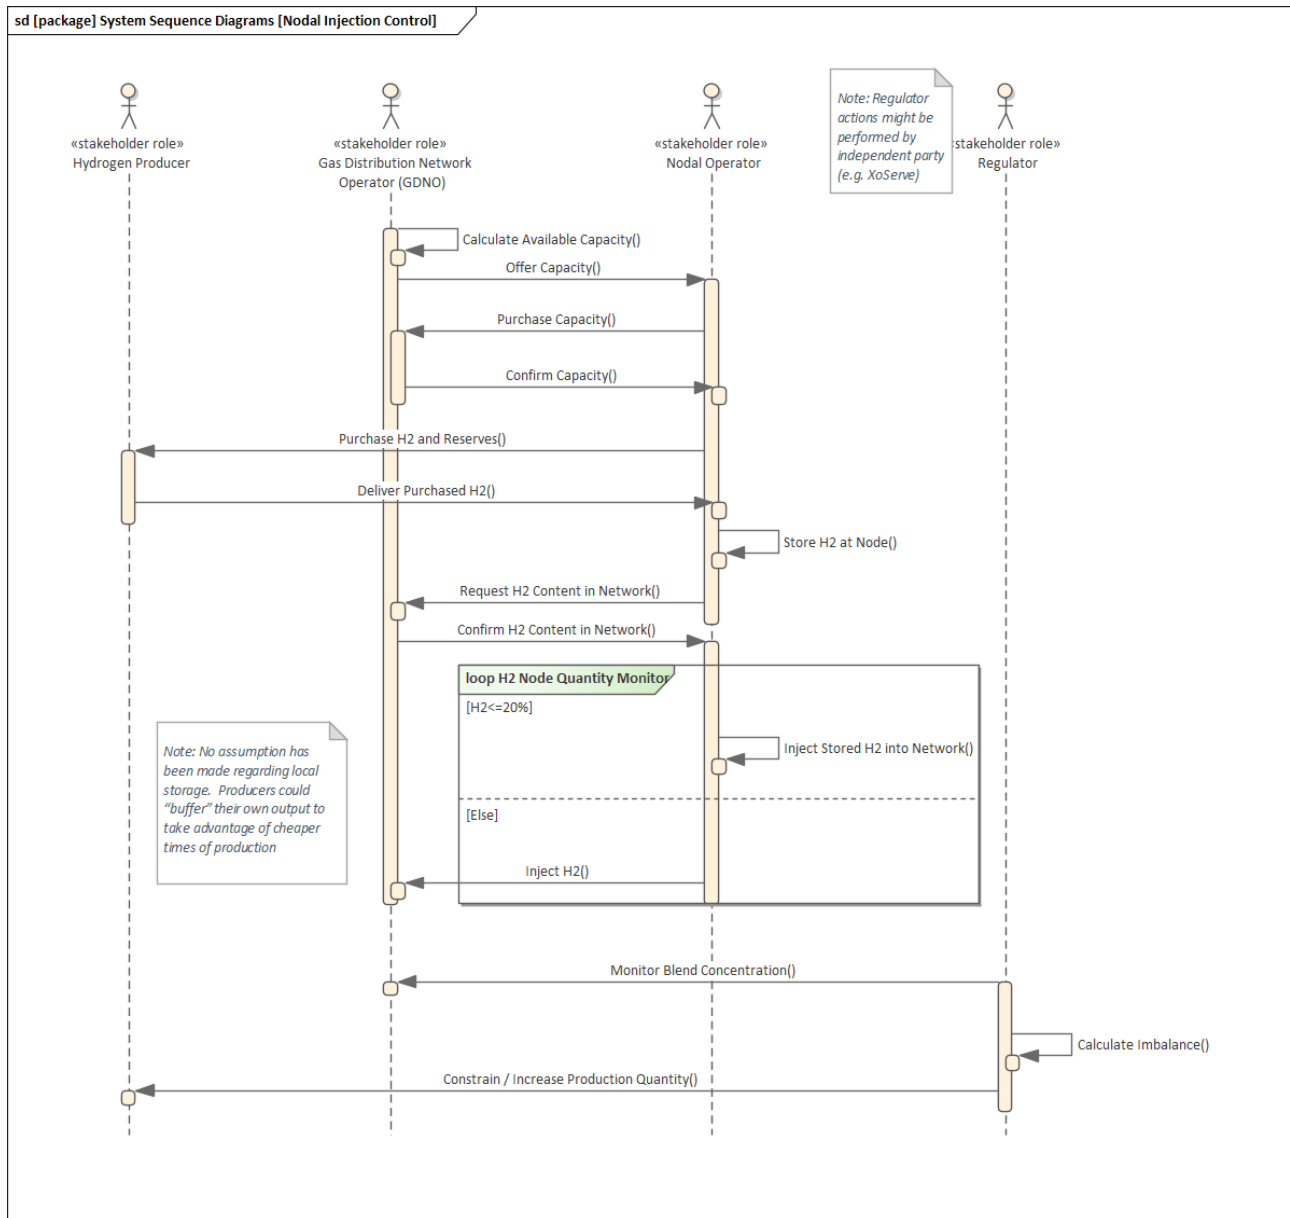 sd [package] System Sequence Diagrams [Nodal Injection Control]
«stakeholder role»
Hydrogen Producer
«stakeholder role»
Gas Distribution Network
Operator (GDNO)
«stakeholder role»
Nodal Operator
Note: Regulator
actions might be
performed by
independent party
(e.g. XoServe)
«stakeholder role»
Regulator
Calculate Available Capacity()
Offer Capacity()
Purchase Capacity()
Confirm Capacity()
Purchase H2 and Reserves()
Deliver Purchased H2()
Store H2 at Node()
Request H2 Content in Network()
Confirm H2 Content in Network()
loop H2 Node Quantity Monitor
[H2<=20%]
Inject Stored H2 into Network()
Note: No assumption has
been made regarding local
storage. Producers could
“buffer” their own output to
take advantage of cheaper
times of production
[Else]
Inject H2()
Monitor Blend Concentration()
Calculate Imbalance()
Constrain / Increase Production Quantity()